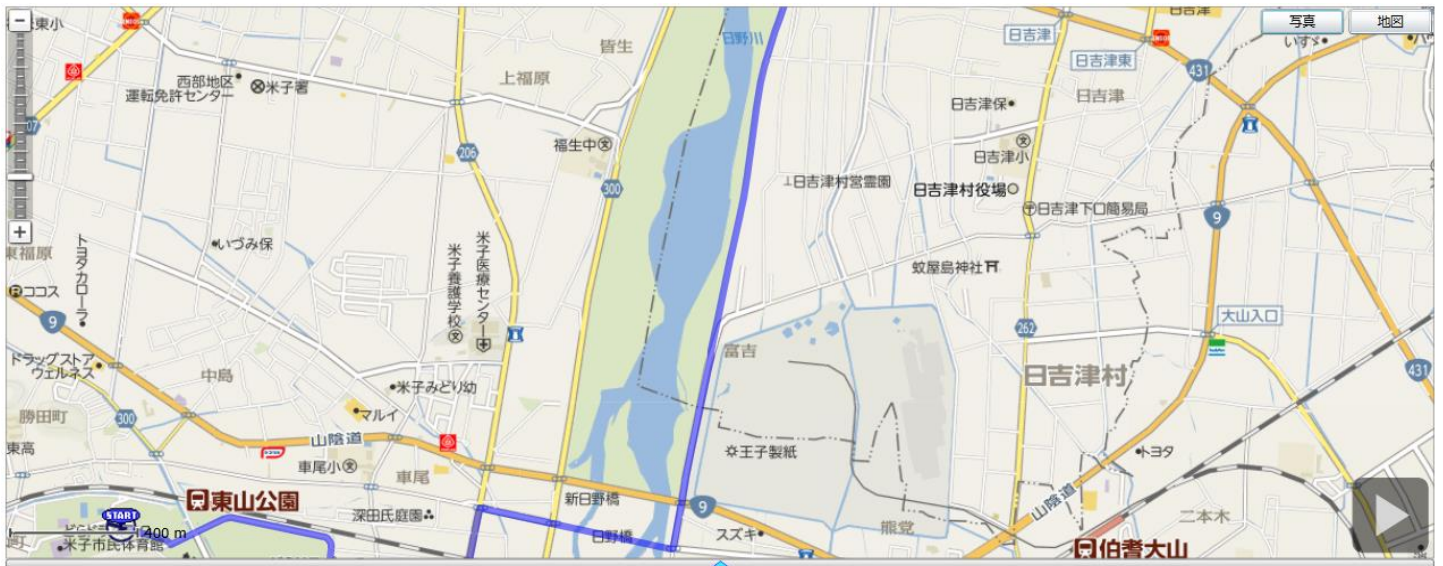 写真
地図
日吉津
日野川
東小
皆生
上福原
日吉津
日吉津東
いすゞ
西部地区
運転免許センター
米子署
431
日吉津
日吉津保
206
福生中
日吉津小
300
日吉津村営霊園
日吉津村役場
日吉津下口簡易局
9
いづみ保
東福原
トヨタカローラ
米子養護学校
米子医療センター
蚊屋島神社
ココス
9
262
大山入口
富吉
ドラッグストア
ウェルネス
中島
米子みどり幼
日吉津村
431
勝田町
300
マルイ
山陰道
東高
車尾小
車尾
王子製紙
トヨタ
東山公園
新日野橋
9
山陰道
START
400 m
深田氏庭園
日野橋
スズキ
熊党
二本木
米子市民体育館
伯耆大山